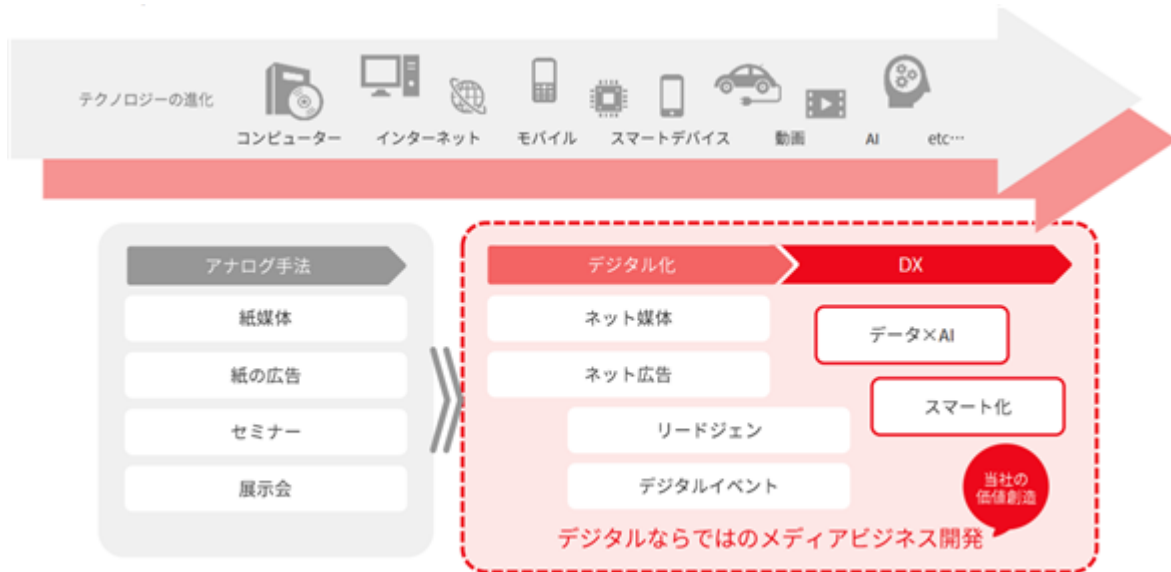 テクノロジーの進化
コンピューター
インターネット
モバイル
スマートデバイス
動画
AI
etc…
アナログ手法
紙媒体
紙の広告
セミナー
展示会
デジタル化
DX
ネット媒体
ネット広告
リードジェン
デジタルイベント
データ×AI
スマート化
当社の
価値創造
デジタルならではのメディアビジネス開発